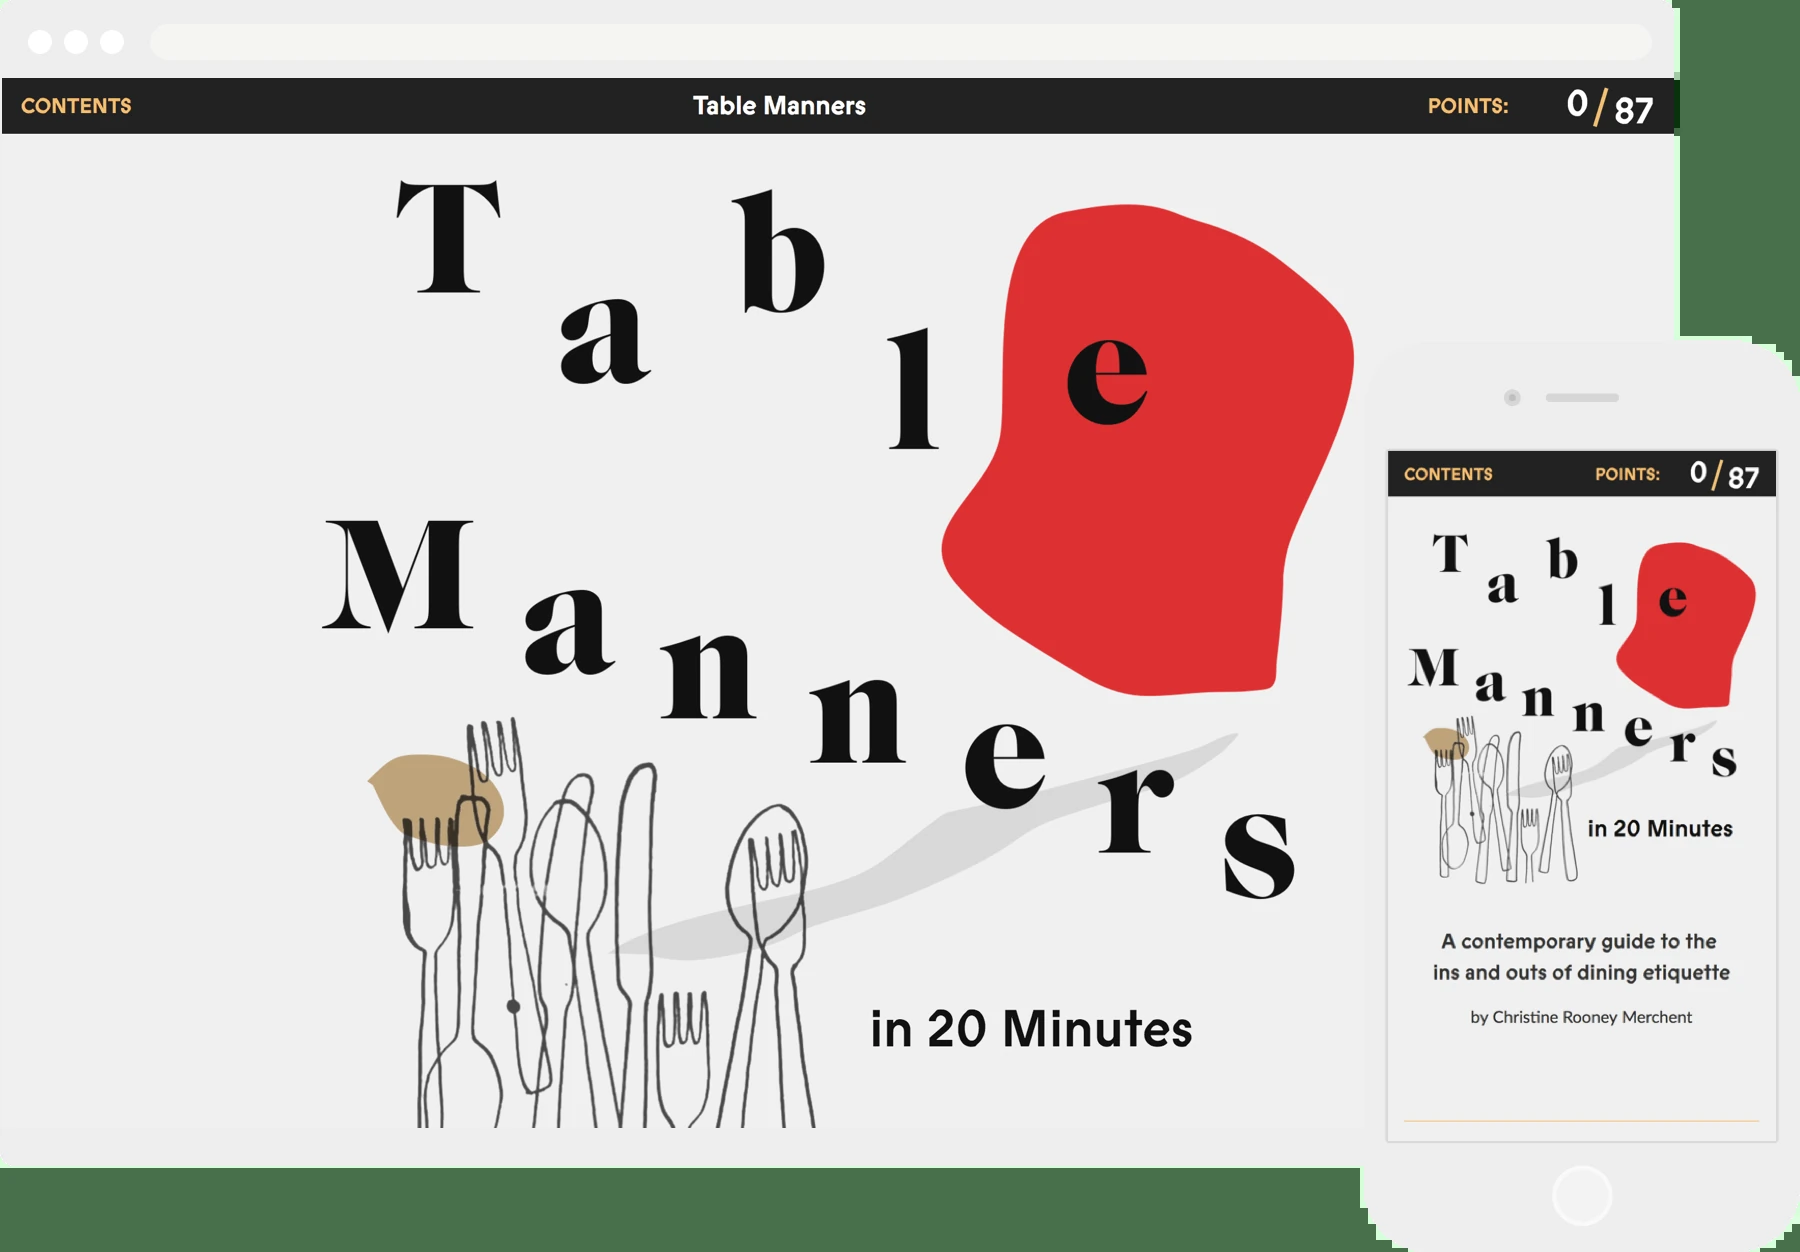 CONTENTS Table Manners POINTS: 0/87
Table
Manners
in 20 Minutes
CONTENTS POINTS: 0/87
Table
Manners
in 20 Minutes
A contemporary guide to the
ins and outs of dining etiquette
by Christine Rooney Merchent